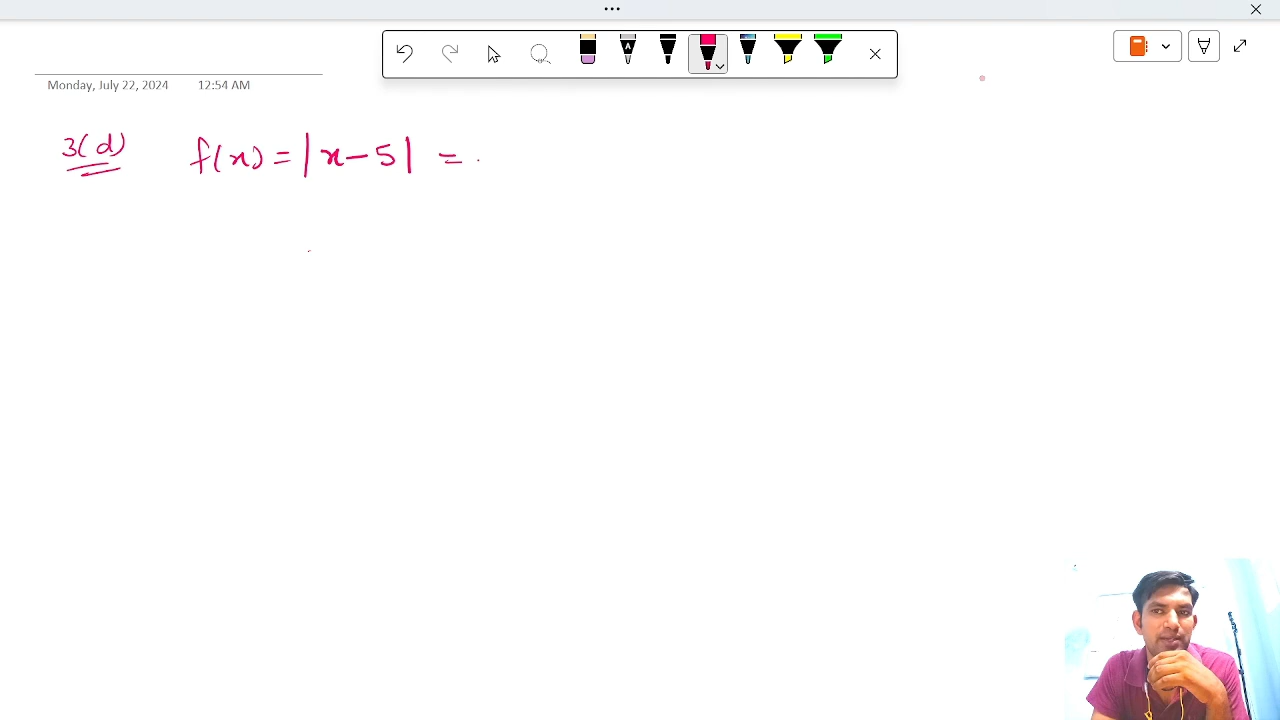 Monday, July 22, 2024 12:54 AM
3(d) f(x) = |x-5| =